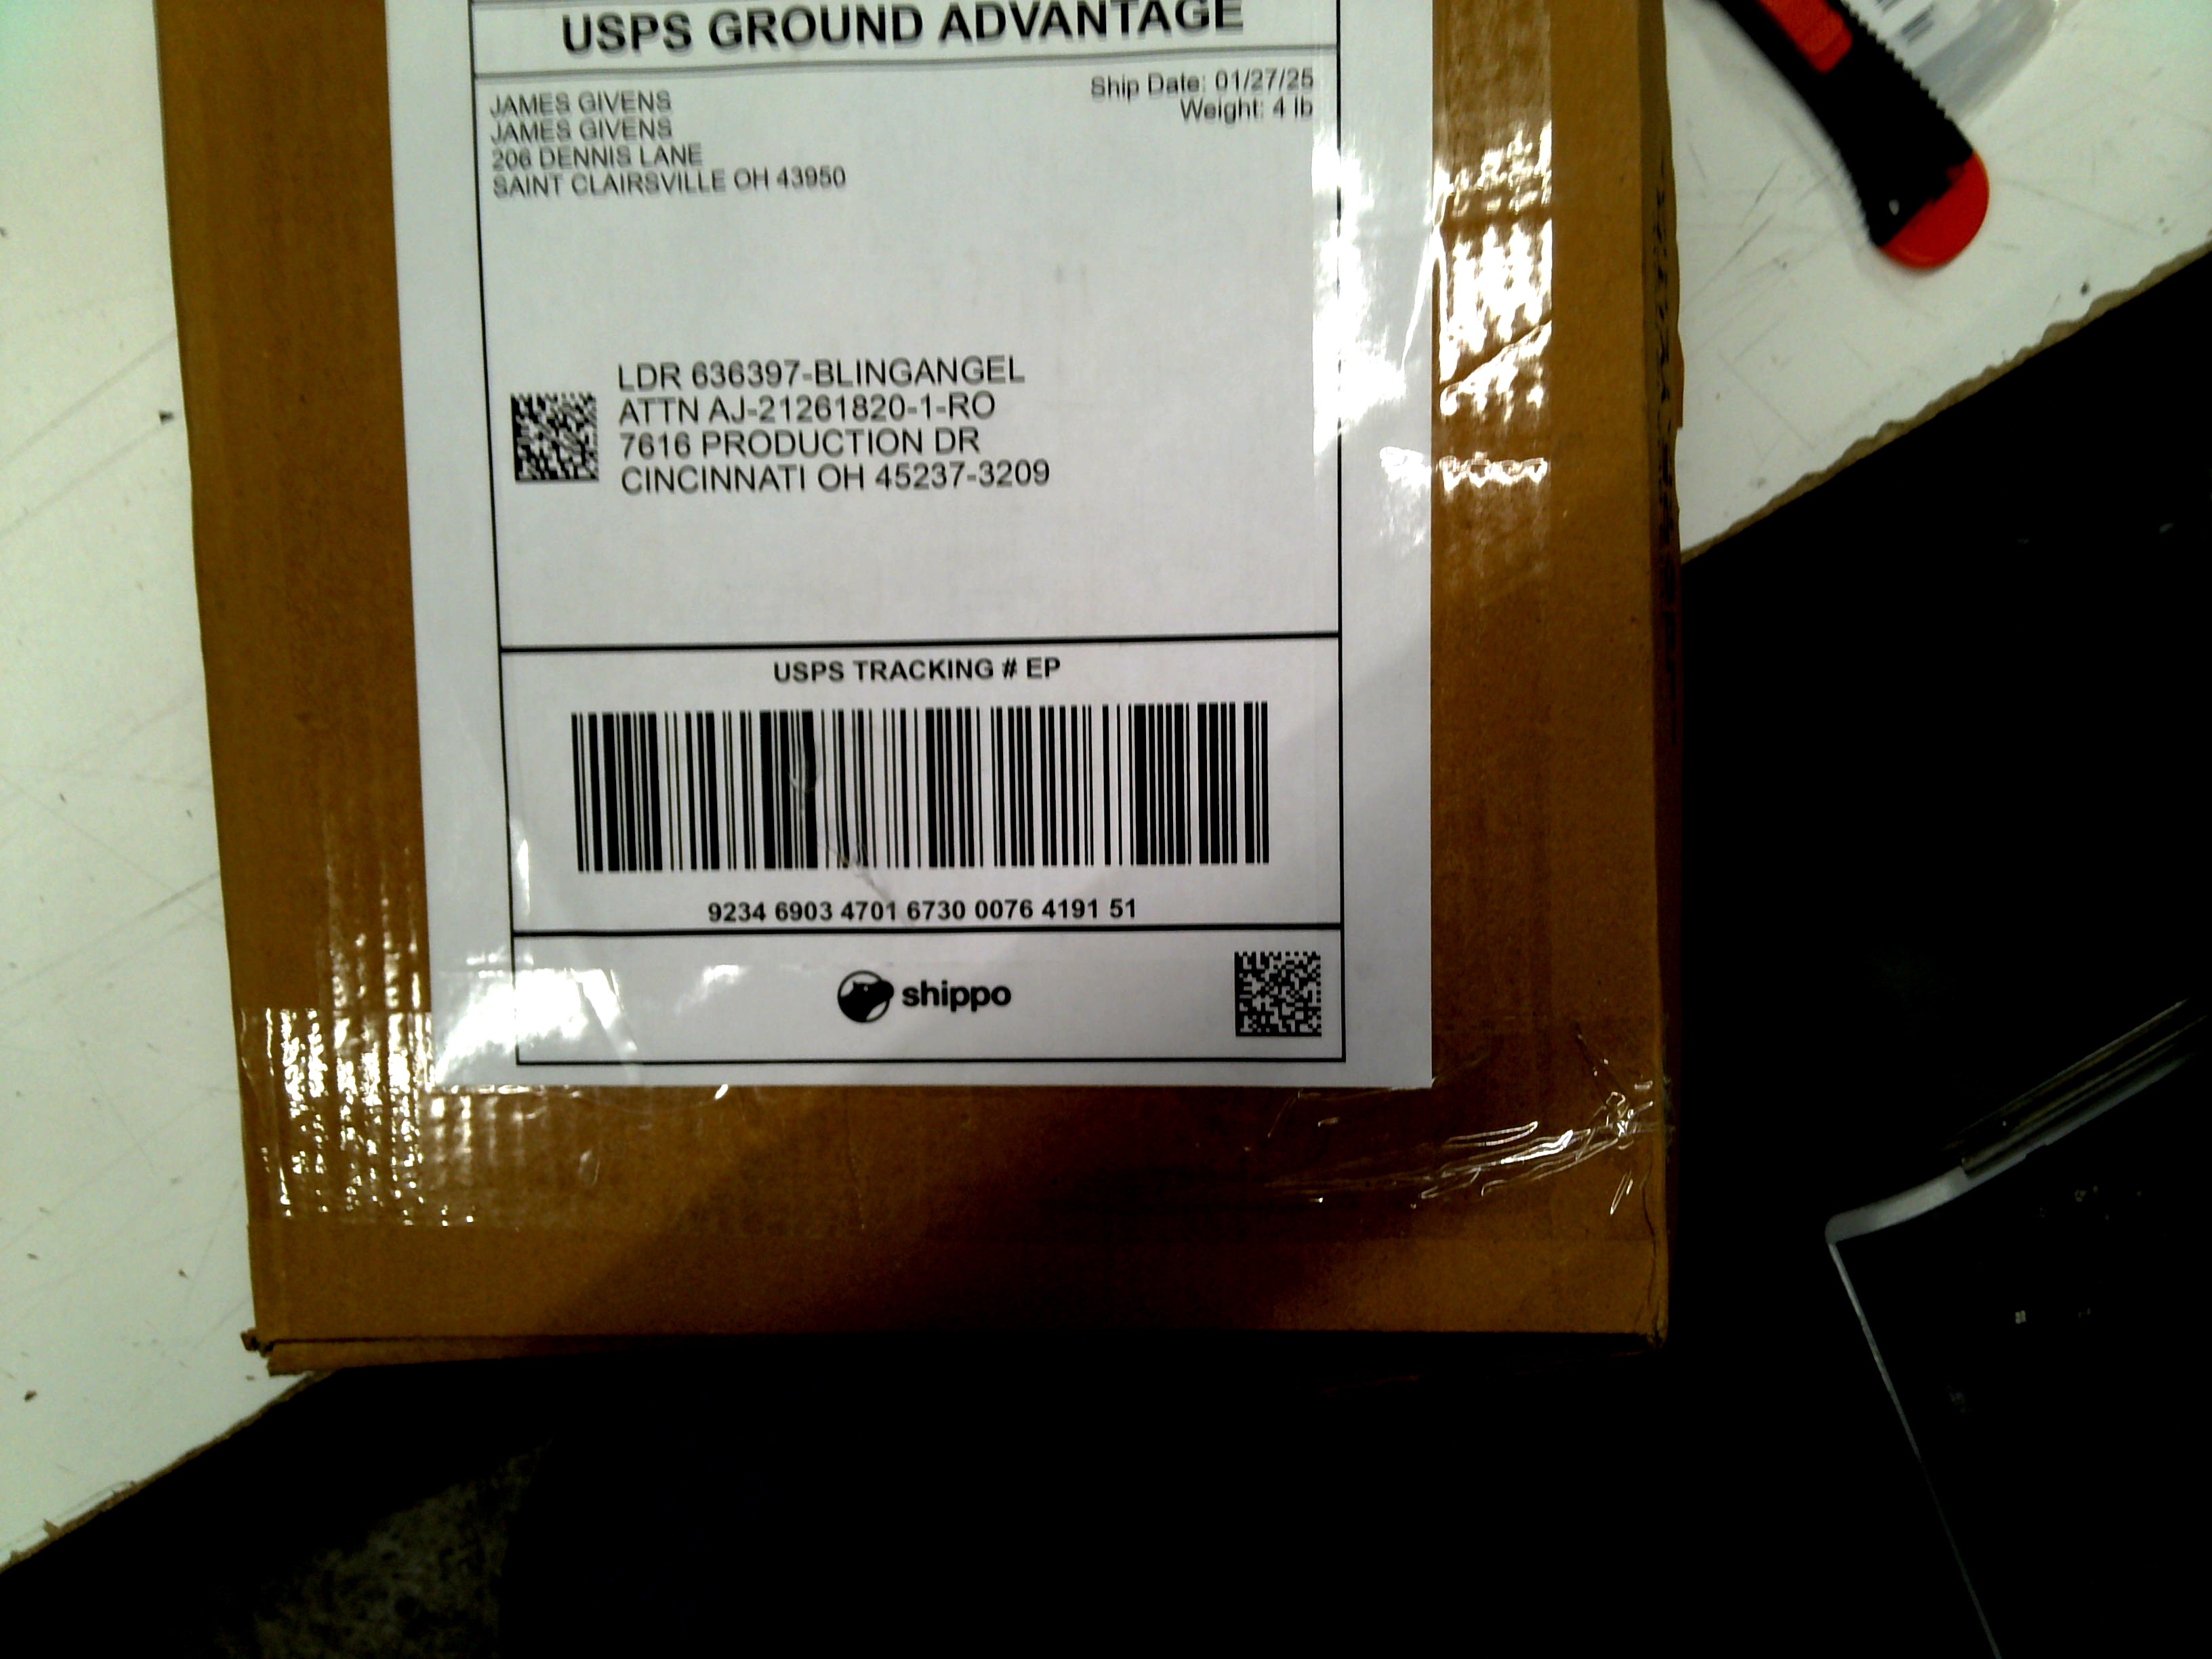 USPS GROUND ADVANTAGE
Ship Date: 01/27/25
Weight: 4 lb
JAMES GIVENS
JAMES GIVENS
206 DENNIS LANE
SAINT CLAIRSVILLE OH 43950
LDR 636397-BLINGANGEL
ATTN AJ-21261820-1-RO
7616 PRODUCTION DR
CINCINNATI OH 45237-3209
USPS TRACKING # EP
9234 6903 4701 6730 0076 4191 51
shippo